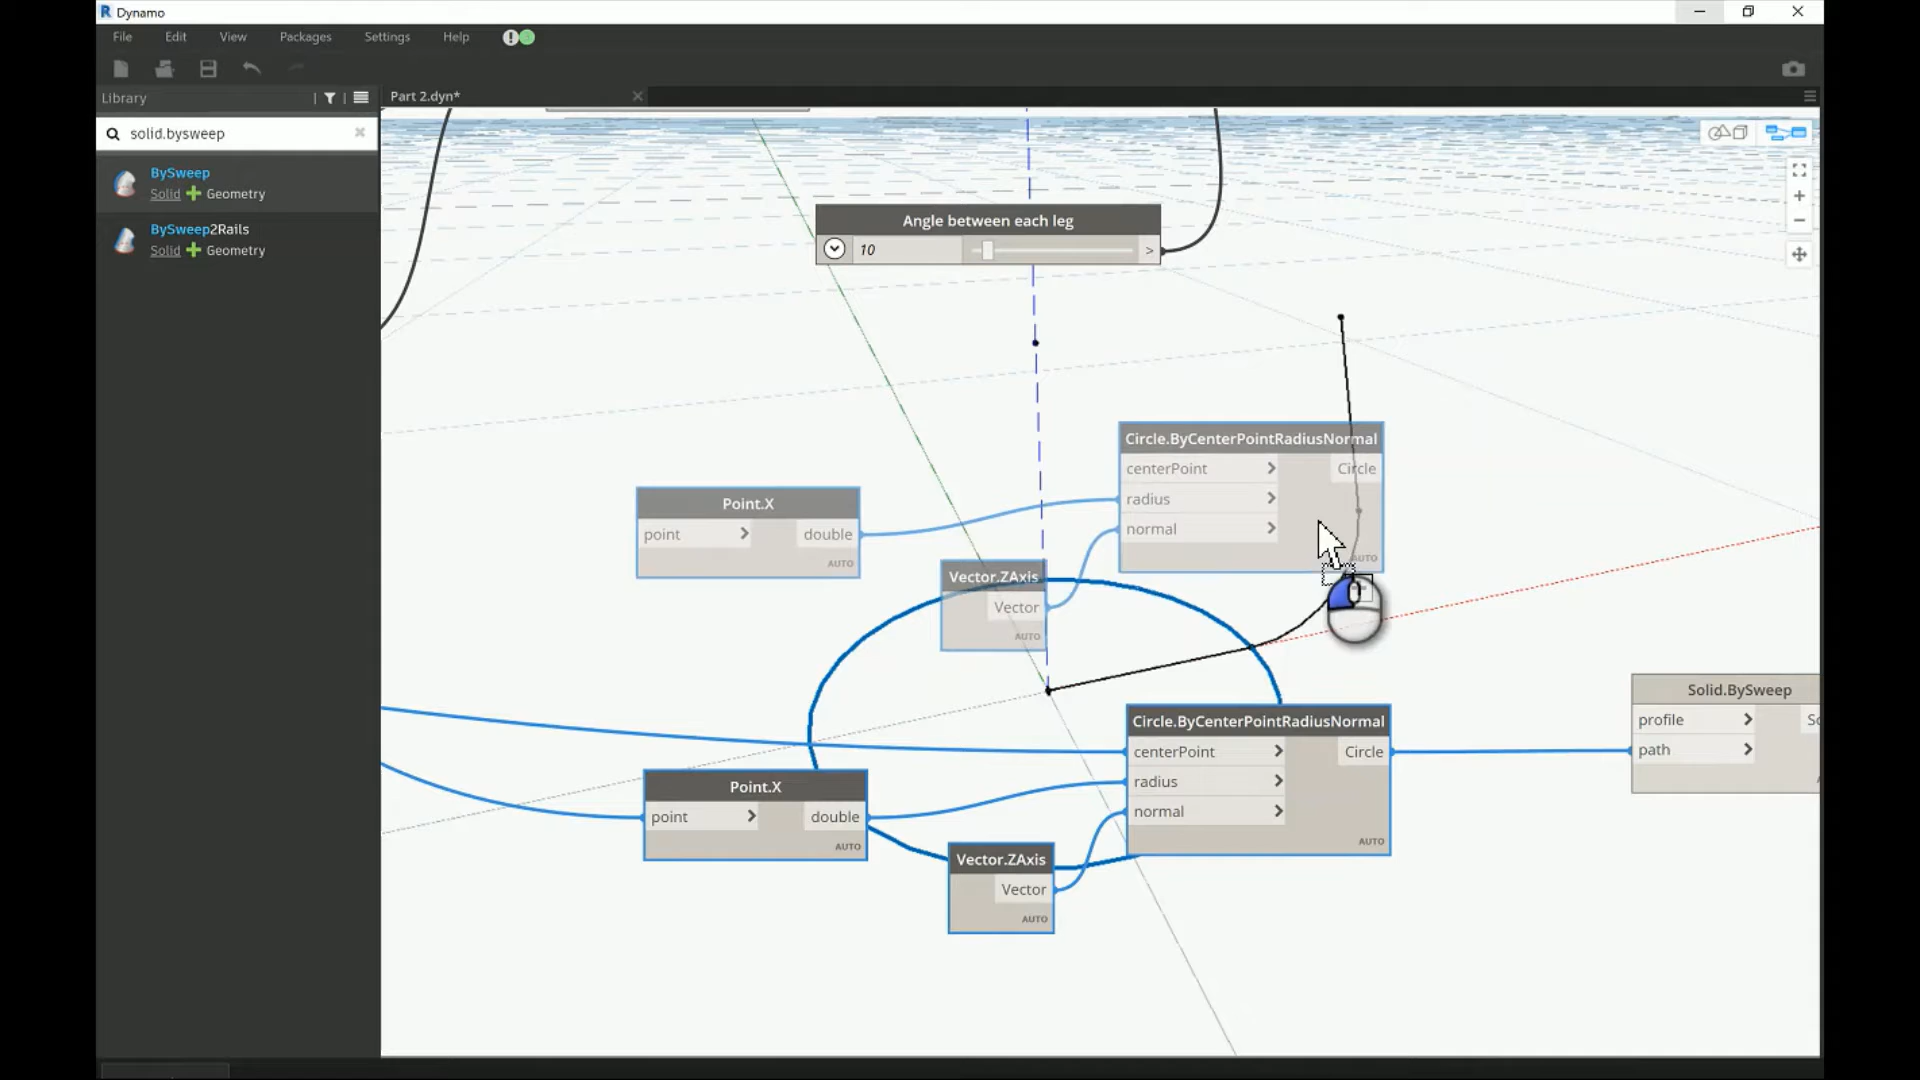 Dynamo
File Edit View Packages Settings Help
Library
Part 2.dyn*
solid.bysweep
BySweep
Solid Geometry
BySweep2Rails
Solid Geometry
Angle between each leg
10 >
Circle.ByCenterPointRadiusNormal
centerPoint > Circle
radius >
normal >
AUTO
Point.X
point > double
AUTO
Vector.ZAxis
Vector
AUTO
Solid.BySweep
profile >
path >
Circle.ByCenterPointRadiusNormal
centerPoint > Circle
radius >
normal >
AUTO
Point.X
point > double
AUTO
Vector.ZAxis
Vector
AUTO